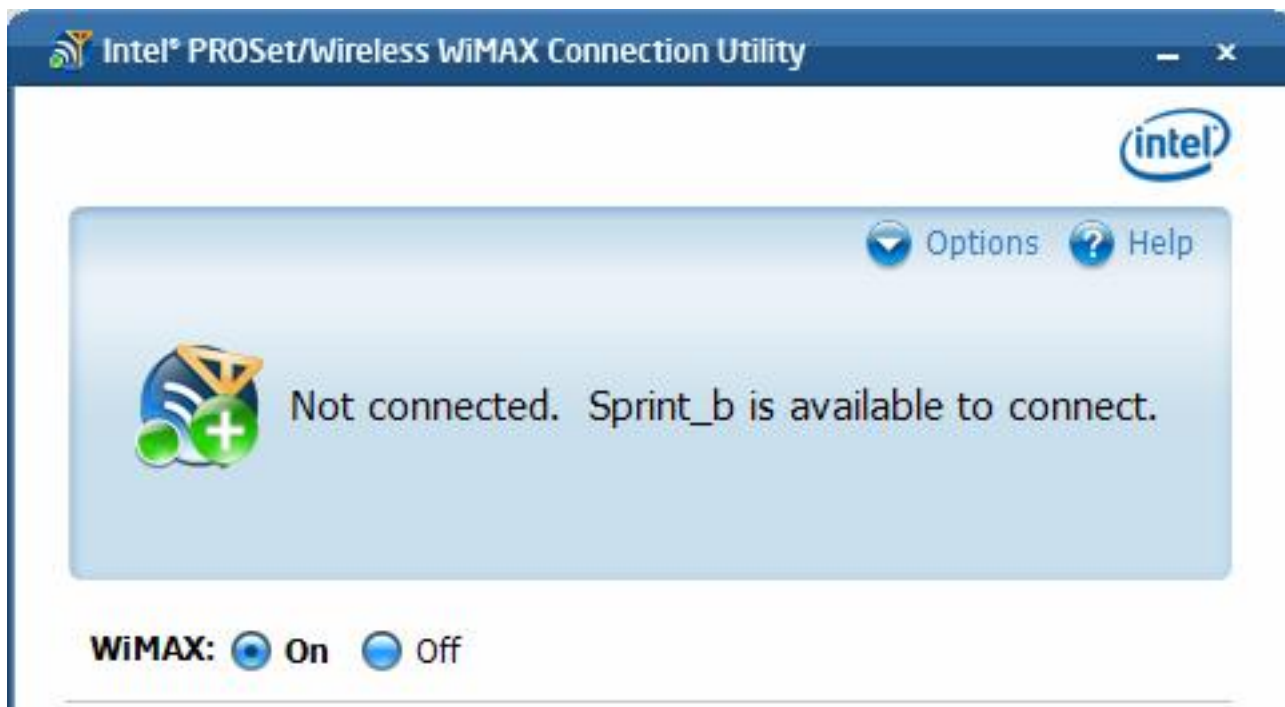 Intel® PROSet/Wireless WiMAX Connection Utility
intel
Options Help
Not connected. Sprint_b is available to connect.
WiMAX: On Off